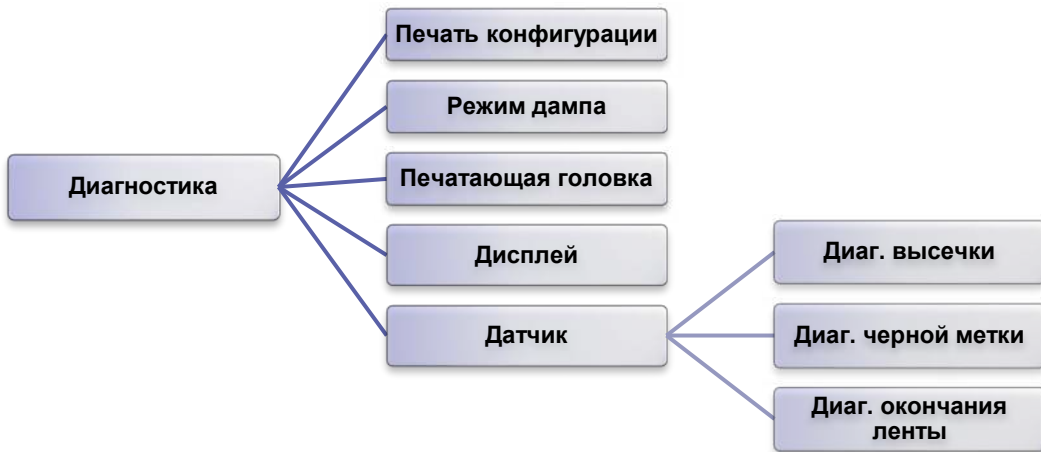 Печать конфигурации
Режим дампа
Диагностика
Печатающая головка
Дисплей
Датчик
Диаг. высечки
Диаг. черной метки
Диаг. окончания
ленты